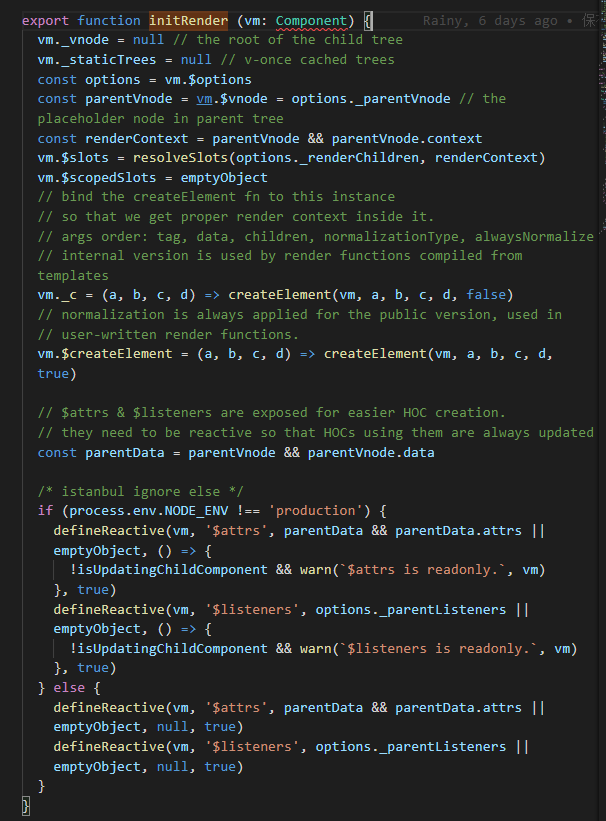 export function initRender (vm: Component) { Rainy, 6 days ago • 保
vm._vnode = null // the root of the child tree
vm._staticTrees = null // v-once cached trees
const options = vm.$options
const parentVnode = vm.$vnode = options._parentVnode // the
placeholder node in parent tree
const renderContext = parentVnode && parentVnode.context
vm.$slots = resolveSlots(options._renderChildren, renderContext)
vm.$scopedSlots = emptyObject
// bind the createElement fn to this instance
// so that we get proper render context inside it.
// args order: tag, data, children, normalizationType, alwaysNormalize
// internal version is used by render functions compiled from
templates
vm._c = (a, b, c, d) => createElement(vm, a, b, c, d, false)
// normalization is always applied for the public version, used in
// user-written render functions.
vm.$createElement = (a, b, c, d) => createElement(vm, a, b, c, d,
true)
// $attrs & $listeners are exposed for easier HOC creation.
// they need to be reactive so that HOCs using them are always updated
const parentData = parentVnode && parentVnode.data
/* istanbul ignore else */
if (process.env.NODE_ENV !== 'production') {
defineReactive(vm, '$attrs', parentData && parentData.attrs ||
emptyObject, () => {
!isUpdatingChildComponent && warn(`$attrs is readonly.`, vm)
}, true)
defineReactive(vm, '$listeners', options._parentListeners ||
emptyObject, () => {
!isUpdatingChildComponent && warn(`$listeners is readonly.`, vm)
}, true)
} else {
defineReactive(vm, '$attrs', parentData && parentData.attrs ||
emptyObject, null, true)
defineReactive(vm, '$listeners', options._parentListeners ||
emptyObject, null, true)
}
}